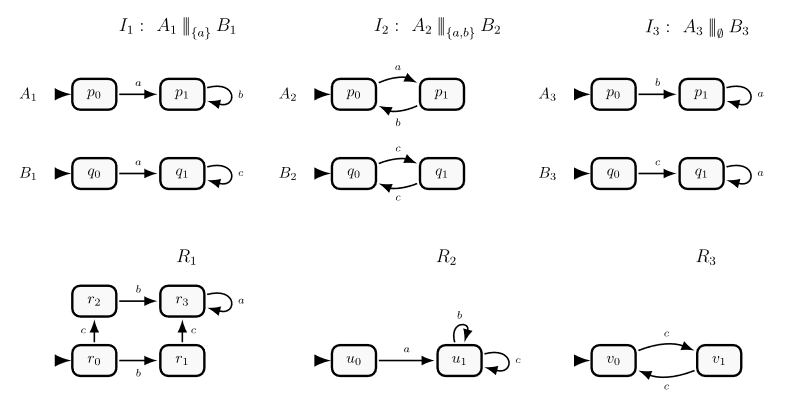 I₁ : A₁ |||_{a} B₁ I₂ : A₂ |||_{a,b} B₂ I₃ : A₃ |||_∅ B₃
a a b
A₁ p₀ p₁ b A₂ p₀ p₁ A₃ p₀ p₁ a
b
a c c
B₁ q₀ q₁ c B₂ q₀ q₁ B₃ q₀ q₁ a
c
R₁ R₂ R₃
b b
r₂ r₃ a
c c a c
r₀ r₁ u₀ u₁ c v₀ v₁
b c